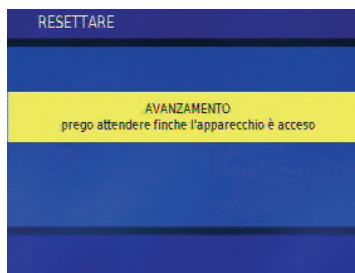 RESETTARE
AVANZAMENTO
prego attendere finche l'apparecchio è acceso